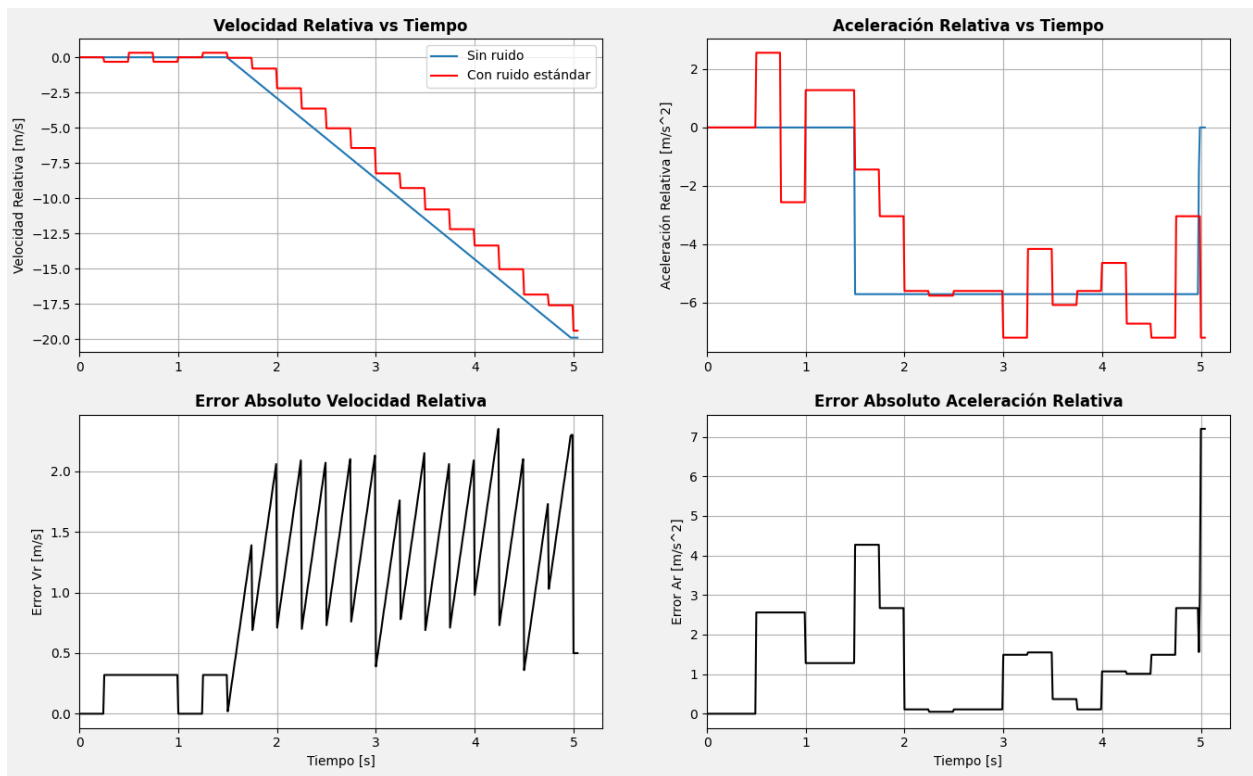 Velocidad Relativa vs Tiempo
0.0
−2.5
−5.0
−7.5
−10.0
−12.5
−15.0
−17.5
−20.0
Velocidad Relativa [m/s]
Sin ruido
Con ruido estándar
0 1 2 3 4 5
Aceleración Relativa vs Tiempo
2
0
−2
−4
−6
Aceleración Relativa [m/s^2]
0 1 2 3 4 5
Error Absoluto Velocidad Relativa
2.0
1.5
1.0
0.5
0.0
Error Vr [m/s]
0 1 2 3 4 5
Tiempo [s]
Error Absoluto Aceleración Relativa
7
6
5
4
3
2
1
0
Error Ar [m/s^2]
0 1 2 3 4 5
Tiempo [s]